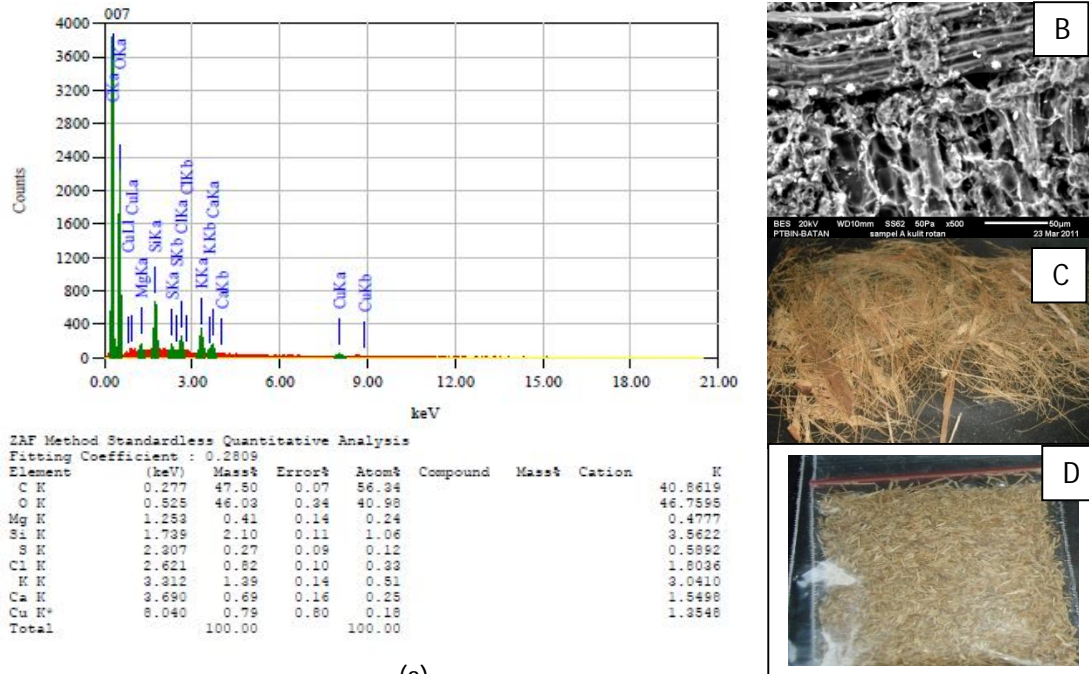 007
4000
3600
3200
2800
2400
2000
1600
1200
800
400
0
Counts
CKa
OKa
CuLl
CuLa
MgKa
SiKa
SKa
SKb
ClKa
ClKb
KKa
KKb
CaKa
CaKb
CuKa
CuKb
0.00 3.00 6.00 9.00 12.00 15.00 18.00 21.00
keV
ZAF Method Standardless Quantitative Analysis
Fitting Coefficient : 0.2809
Element (keV) Mass% Error% Atom% Compound Mass% Cation K
C K 0.277 47.50 0.07 56.34 40.8619
O K 0.525 46.03 0.34 40.98 46.7595
Mg K 1.253 0.41 0.14 0.24 0.4777
Si K 1.739 2.10 0.11 1.06 3.5622
S K 2.307 0.27 0.09 0.12 0.5892
Cl K 2.621 0.82 0.10 0.33 1.8036
K K 3.312 1.39 0.14 0.51 3.0410
Ca K 3.690 0.69 0.16 0.25 1.5498
Cu K* 8.040 0.79 0.80 0.18 1.3548
Total 100.00 100.00
B
BES 20kV WD10mm SS62 50Pa x500 50µm
PTBIN-BATAN sampel A kulit rotan 23 Mar 2011
C
D